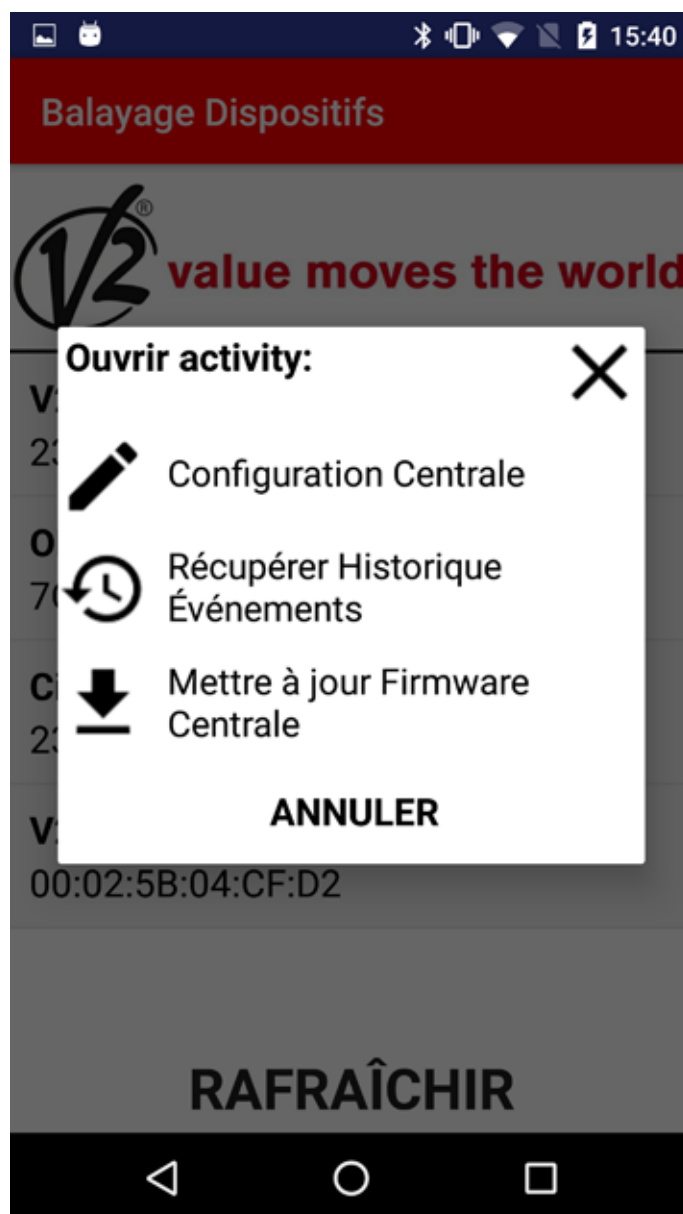 15:40
Balayage Dispositifs
V2®
value moves the world
Ouvrir activity:
Configuration Centrale
Récupérer Historique
Événements
Mettre à jour Firmware
Centrale
ANNULER
00:02:5B:04:CF:D2
RAFRAÎCHIR